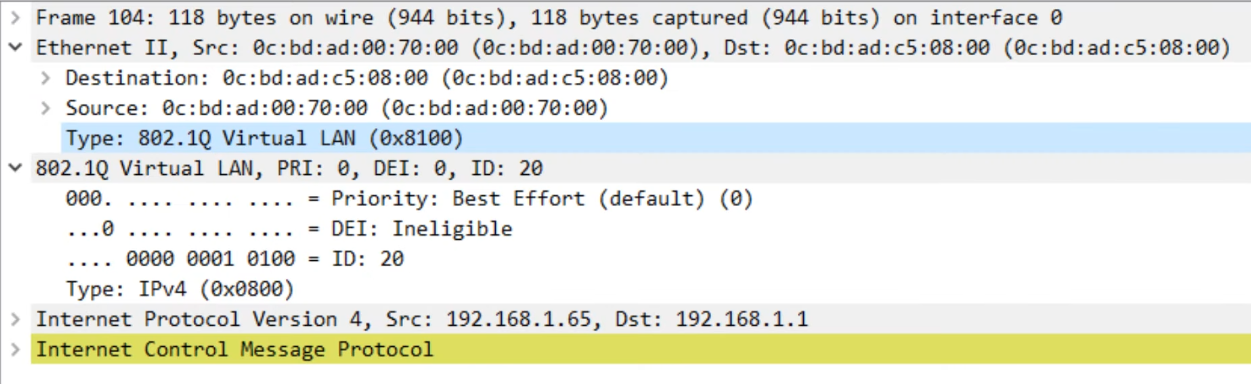 Frame 104: 118 bytes on wire (944 bits), 118 bytes captured (944 bits) on interface 0
Ethernet II, Src: 0c:bd:ad:00:70:00 (0c:bd:ad:00:70:00), Dst: 0c:bd:ad:c5:08:00 (0c:bd:ad:c5:08:00)
Destination: 0c:bd:ad:c5:08:00 (0c:bd:ad:c5:08:00)
Source: 0c:bd:ad:00:70:00 (0c:bd:ad:00:70:00)
Type: 802.1Q Virtual LAN (0x8100)
802.1Q Virtual LAN, PRI: 0, DEI: 0, ID: 20
000. .... .... .... = Priority: Best Effort (default) (0)
...0 .... .... .... = DEI: Ineligible
.... 0000 0001 0100 = ID: 20
Type: IPv4 (0x0800)
Internet Protocol Version 4, Src: 192.168.1.65, Dst: 192.168.1.1
Internet Control Message Protocol